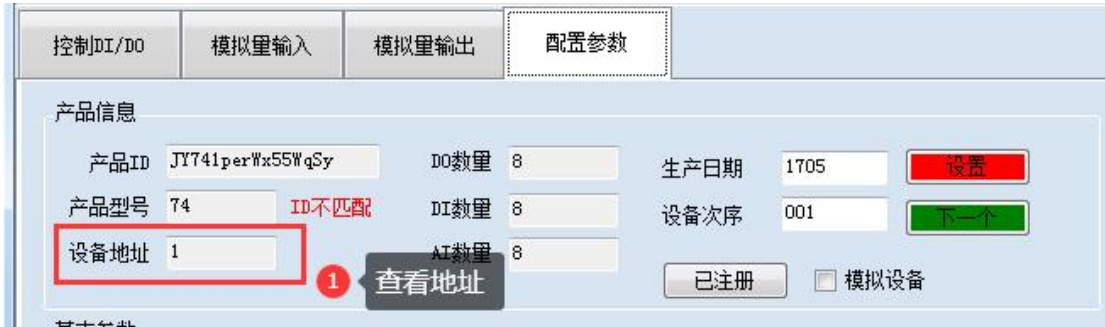 控制DI/DO 模拟量输入 模拟量输出 配置参数
产品信息
产品ID JY741perWx55WqSy DO数量 8 生产日期 1705 设置
产品型号 74 ID不匹配 DI数量 8 设备次序 001 下一个
设备地址 1 AI数量 8
1 查看地址 已注册 模拟设备
基本参数